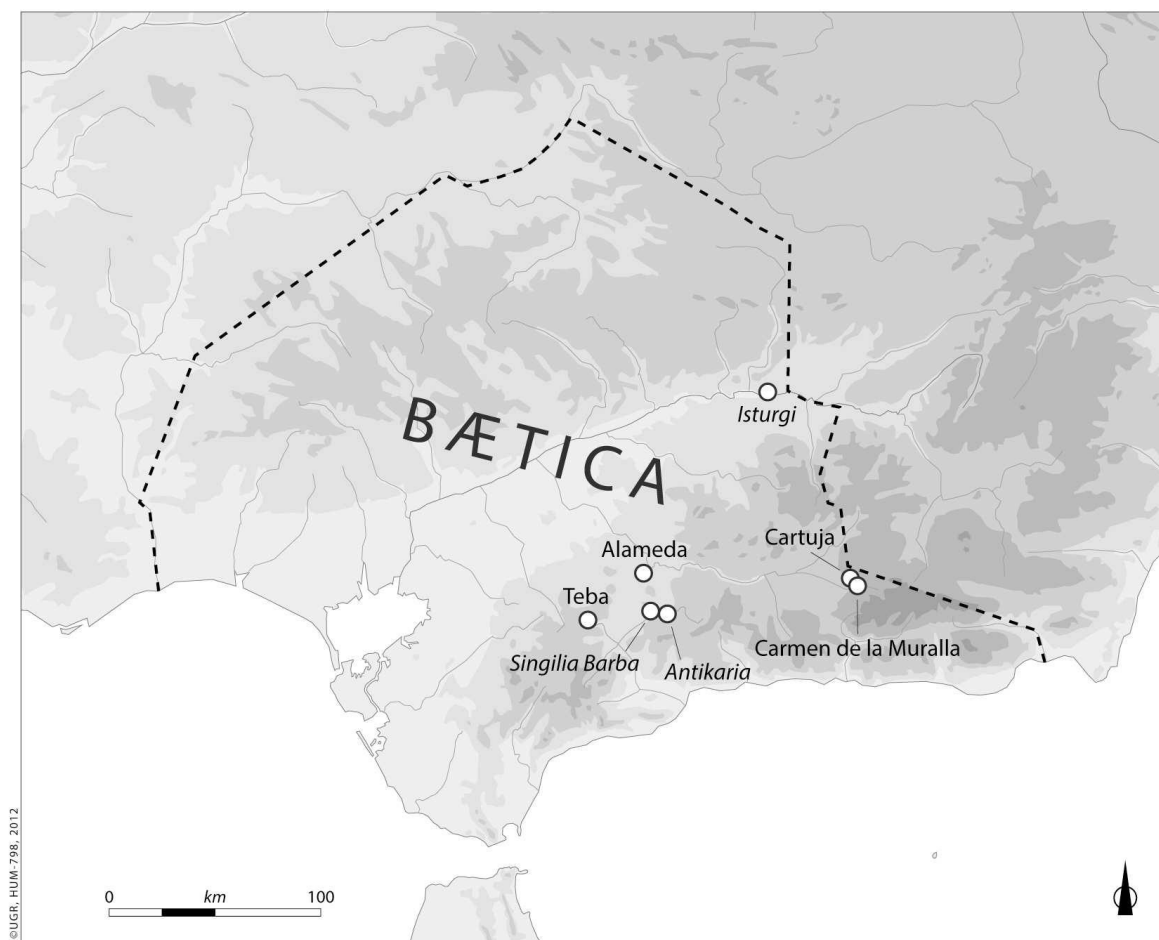 BÆTICA
Isturgi
Cartuja
Alameda
Teba
Singilia Barba
Antikaria
Carmen de la Muralla
0 km 100
©UGR, HUM-798, 2012